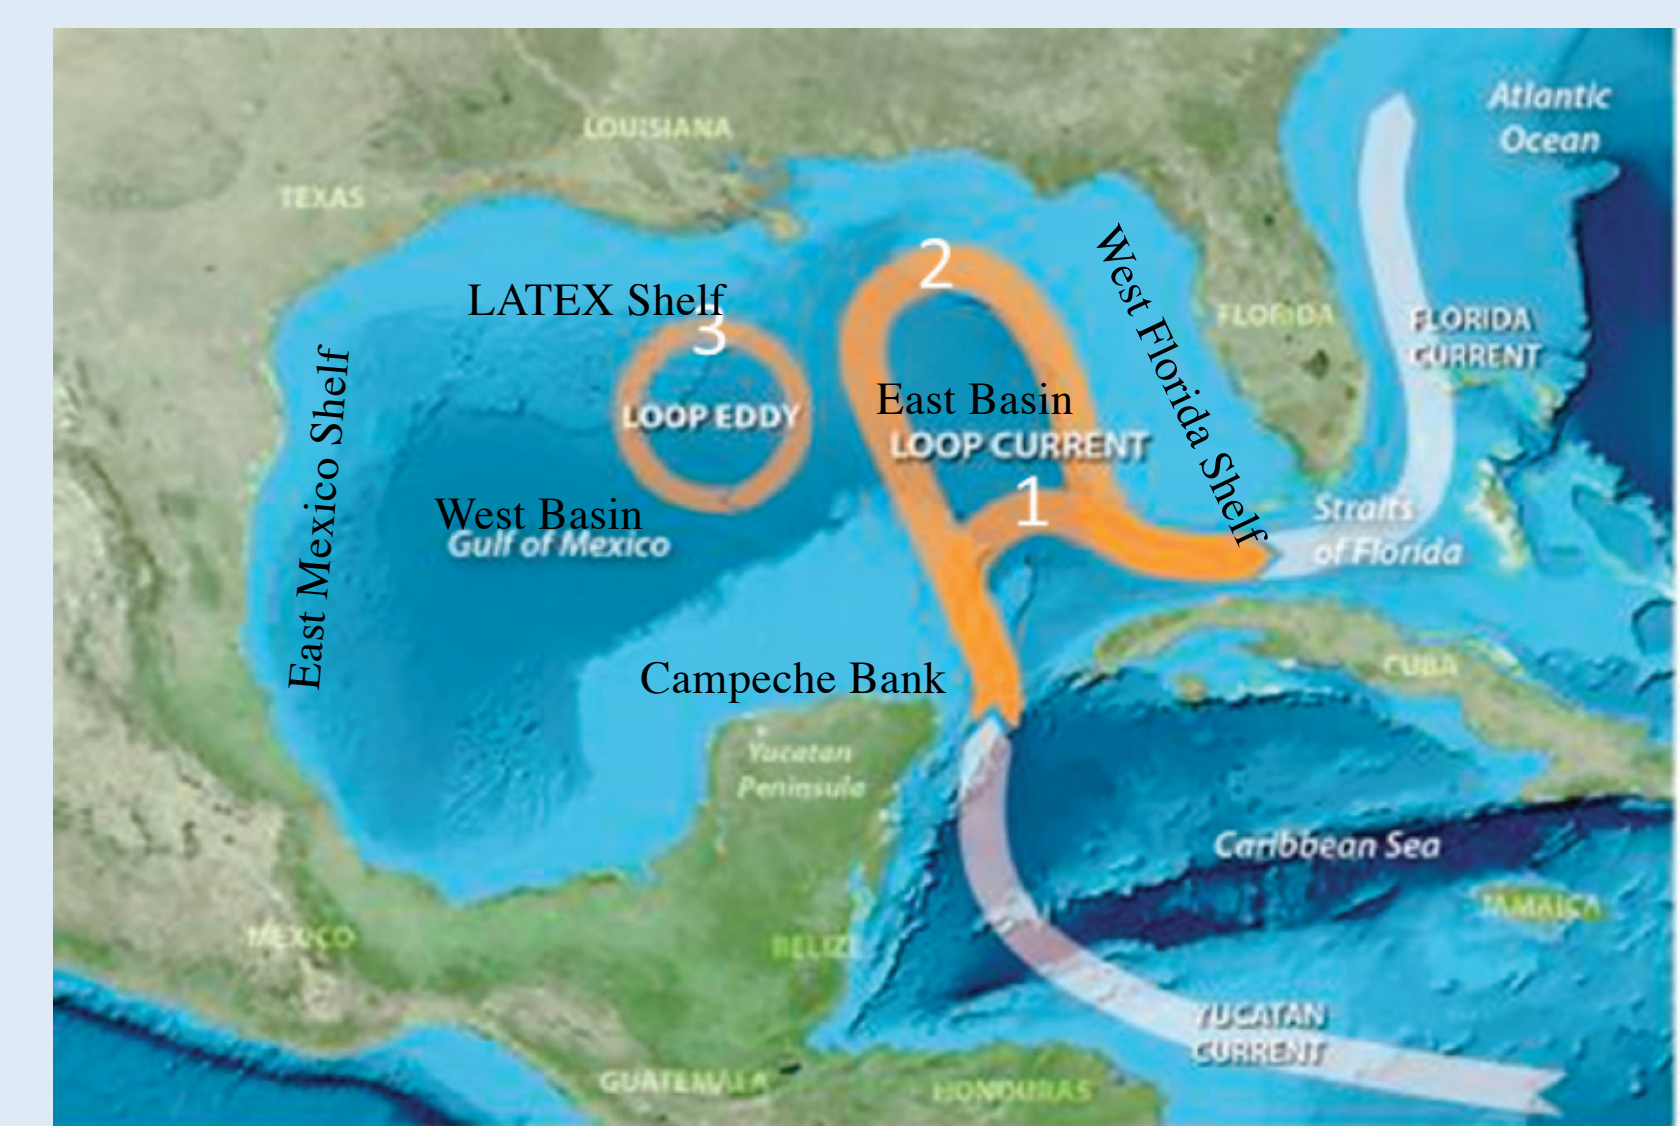 Atlantic
Ocean
LOUISIANA
TEXAS
2
LATEX Shelf
3
West Florida Shelf
FLORIDA
FLORIDA
CURRENT
East Mexico Shelf
East Basin
LOOP EDDY
LOOP CURRENT
1
West Basin
Gulf of Mexico
Straits
of Florida
Campeche Bank
CUBA
Yucatan
Peninsula
Caribbean Sea
JAMAICA
MEXICO
BELIZE
YUCATAN
CURRENT
GUATEMALA
HONDURAS